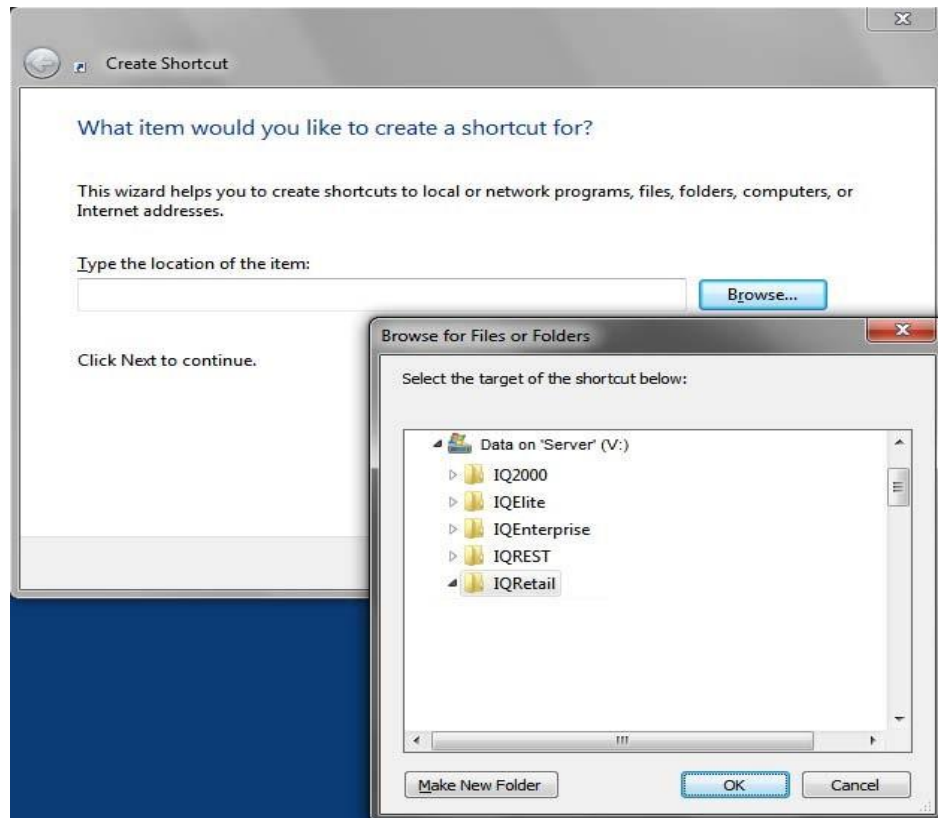 Create Shortcut
What item would you like to create a shortcut for?
This wizard helps you to create shortcuts to local or network programs, files, folders, computers, or
Internet addresses.
Type the location of the item:
Browse...
Click Next to continue.
Browse for Files or Folders
Select the target of the shortcut below:
Data on 'Server' (V:)
IQ2000
IQElite
IQEnterprise
IQREST
IQRetail
Make New Folder
OK
Cancel